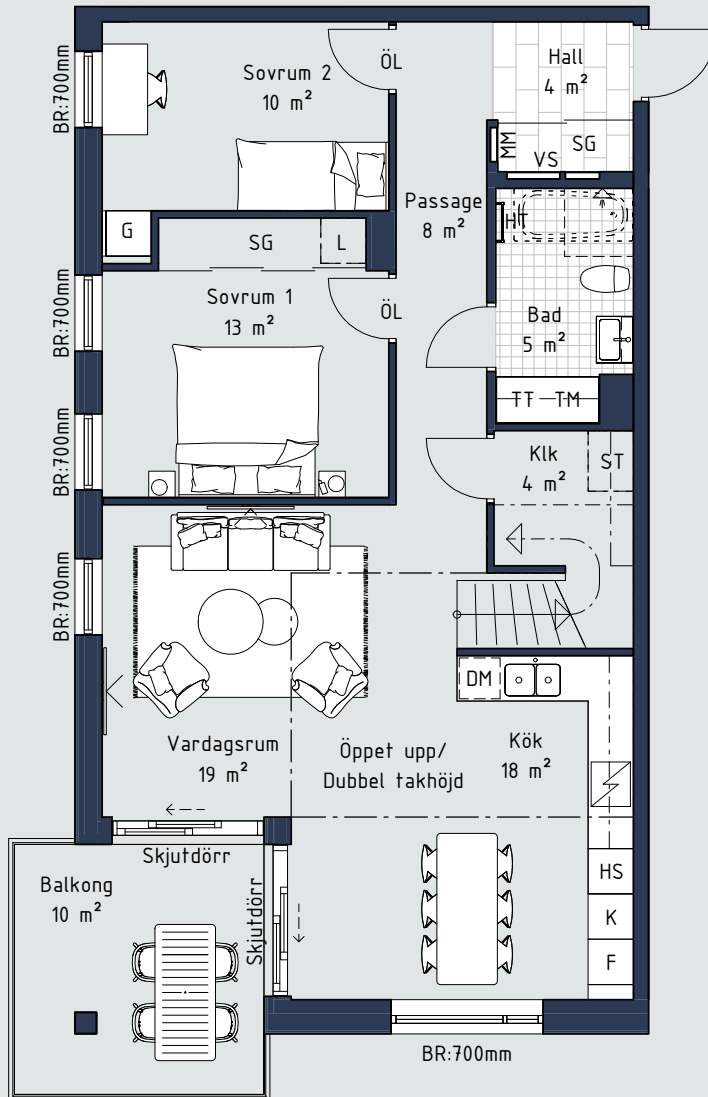 Sovrum 2
10 m²
ÖL
Hall
4 m²
BR:700mm
MM
VS
SG
Passage
8 m²
HT
G
SG
L
Sovrum 1
13 m²
ÖL
BR:700mm
Bad
5 m²
TT
TM
BR:700mm
Klk
4 m²
ST
BR:700mm
DM
Vardagsrum
19 m²
Öppet upp/
Dubbel takhöjd
Kök
18 m²
Skjutdörr
HS
Balkong
10 m²
Skjutdörr
K
F
BR:700mm